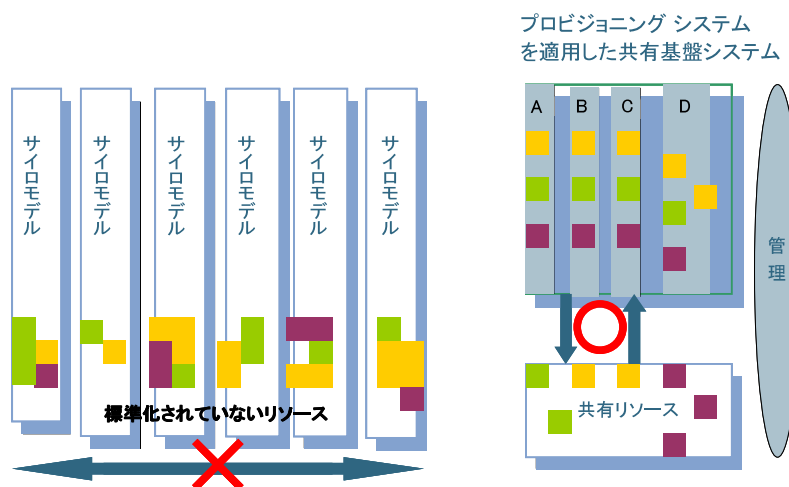 プロビジョニング システム
を適用した共有基盤システム
サイロモデル
サイロモデル
サイロモデル
サイロモデル
サイロモデル
サイロモデル
標準化されていないリソース
A
B
C
D
管理
共有リソース